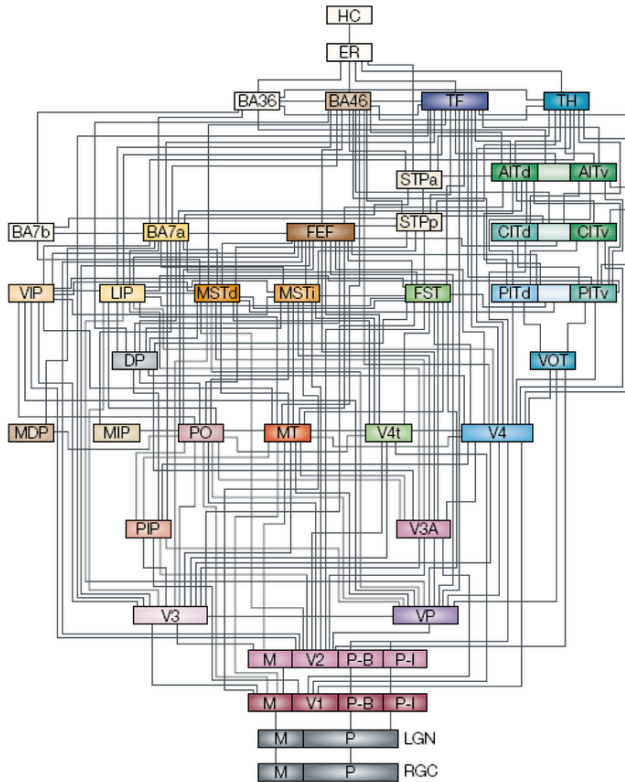 HC
ER
BA36 BA46 TF TH
STPa AITd AITv
BA7b BA7a FEF STPp CITd CITv
VIP LIP MSTd MSTi FST PITd PITv
DP VOT
MDP MIP PO MT V4t V4
PIP V3A
V3 VP
M V2 P-B P-I
M V1 P-B P-I
M P LGN
M P RGC